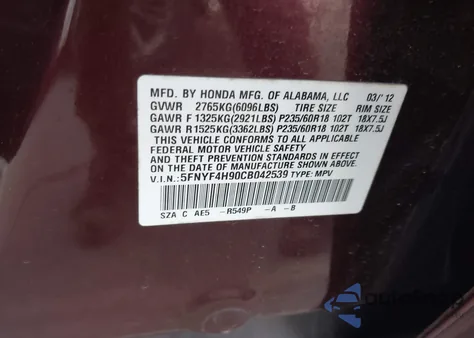 MFD. BY HONDA MFG. OF ALABAMA, LLC 03/'12
GVWR 2765KG(6096LBS) TIRE SIZE RIM SIZE
GAWR F 1325KG(2921LBS) P235/60R18 102T 18X7.5J
GAWR R 1525KG(3362LBS) P235/60R18 102T 18X7.5J
THIS VEHICLE CONFORMS TO ALL APPLICABLE
FEDERAL MOTOR VEHICLE SAFETY STANDARDS IN EFFECT
ON THE DATE OF MANUFACTURE SHOWN ABOVE.
V.I.N.:5FNYF4H90CB042539 TYPE: MPV
SZA C AE5 -R549P -A -B